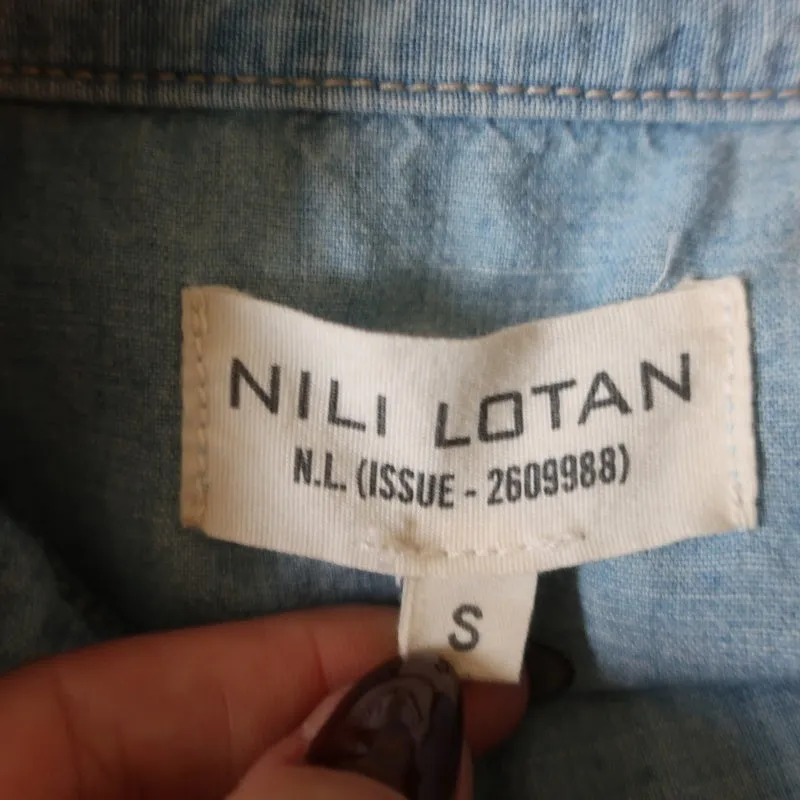 NILI LOTAN
N.L. (ISSUE - 2609988)
S